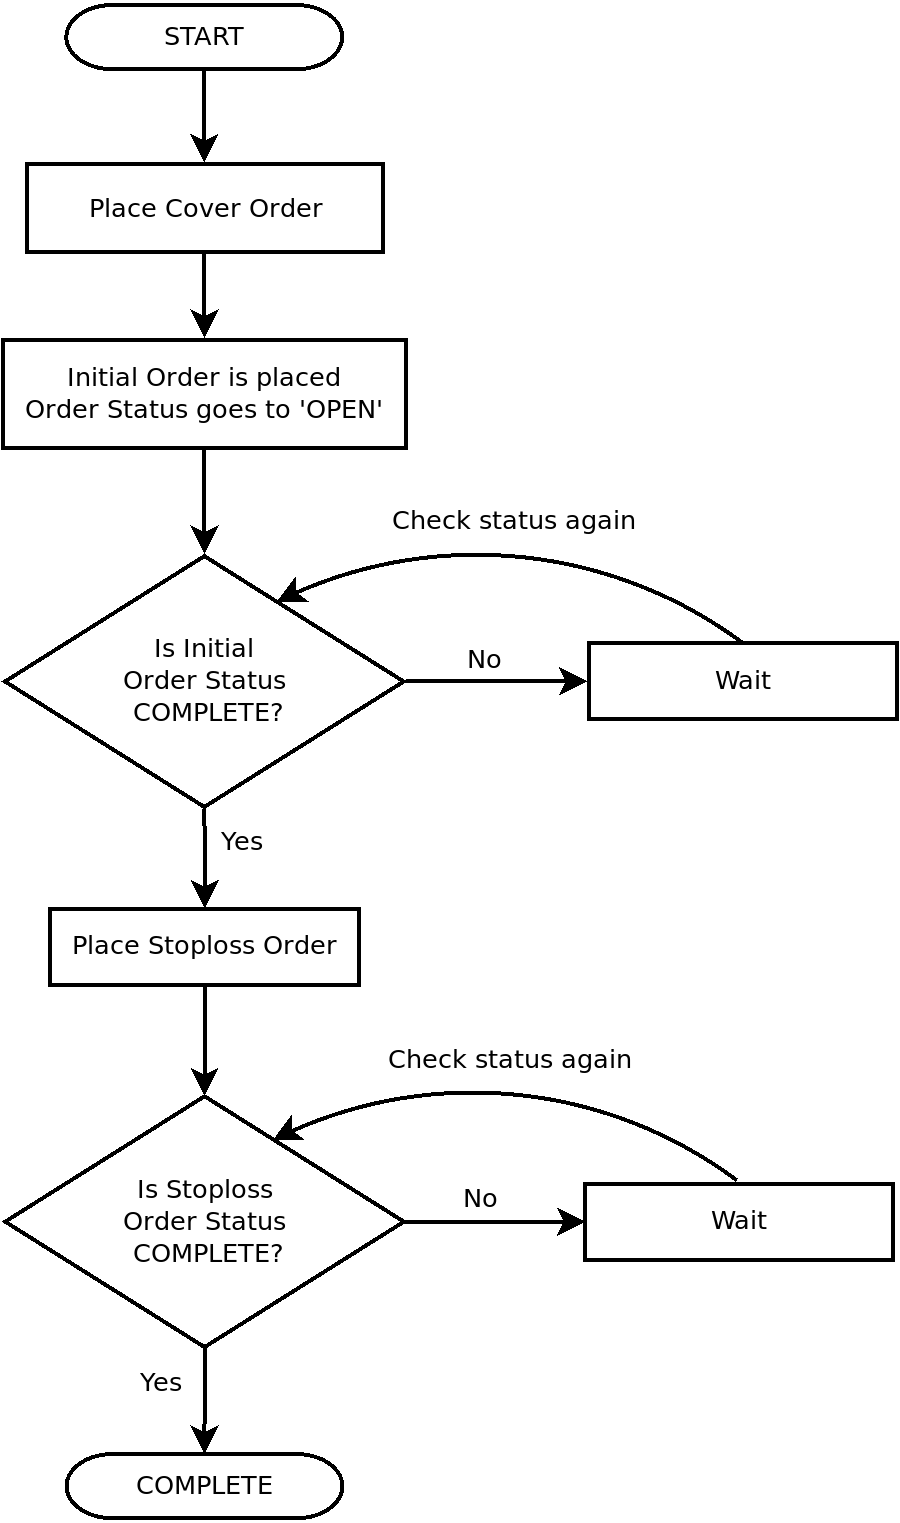 START
Place Cover Order
Initial Order is placed
Order Status goes to 'OPEN'
Check status again
Is Initial
Order Status
COMPLETE?
No
Wait
Yes
Place Stoploss Order
Check status again
Is Stoploss
Order Status
COMPLETE?
No
Wait
Yes
COMPLETE